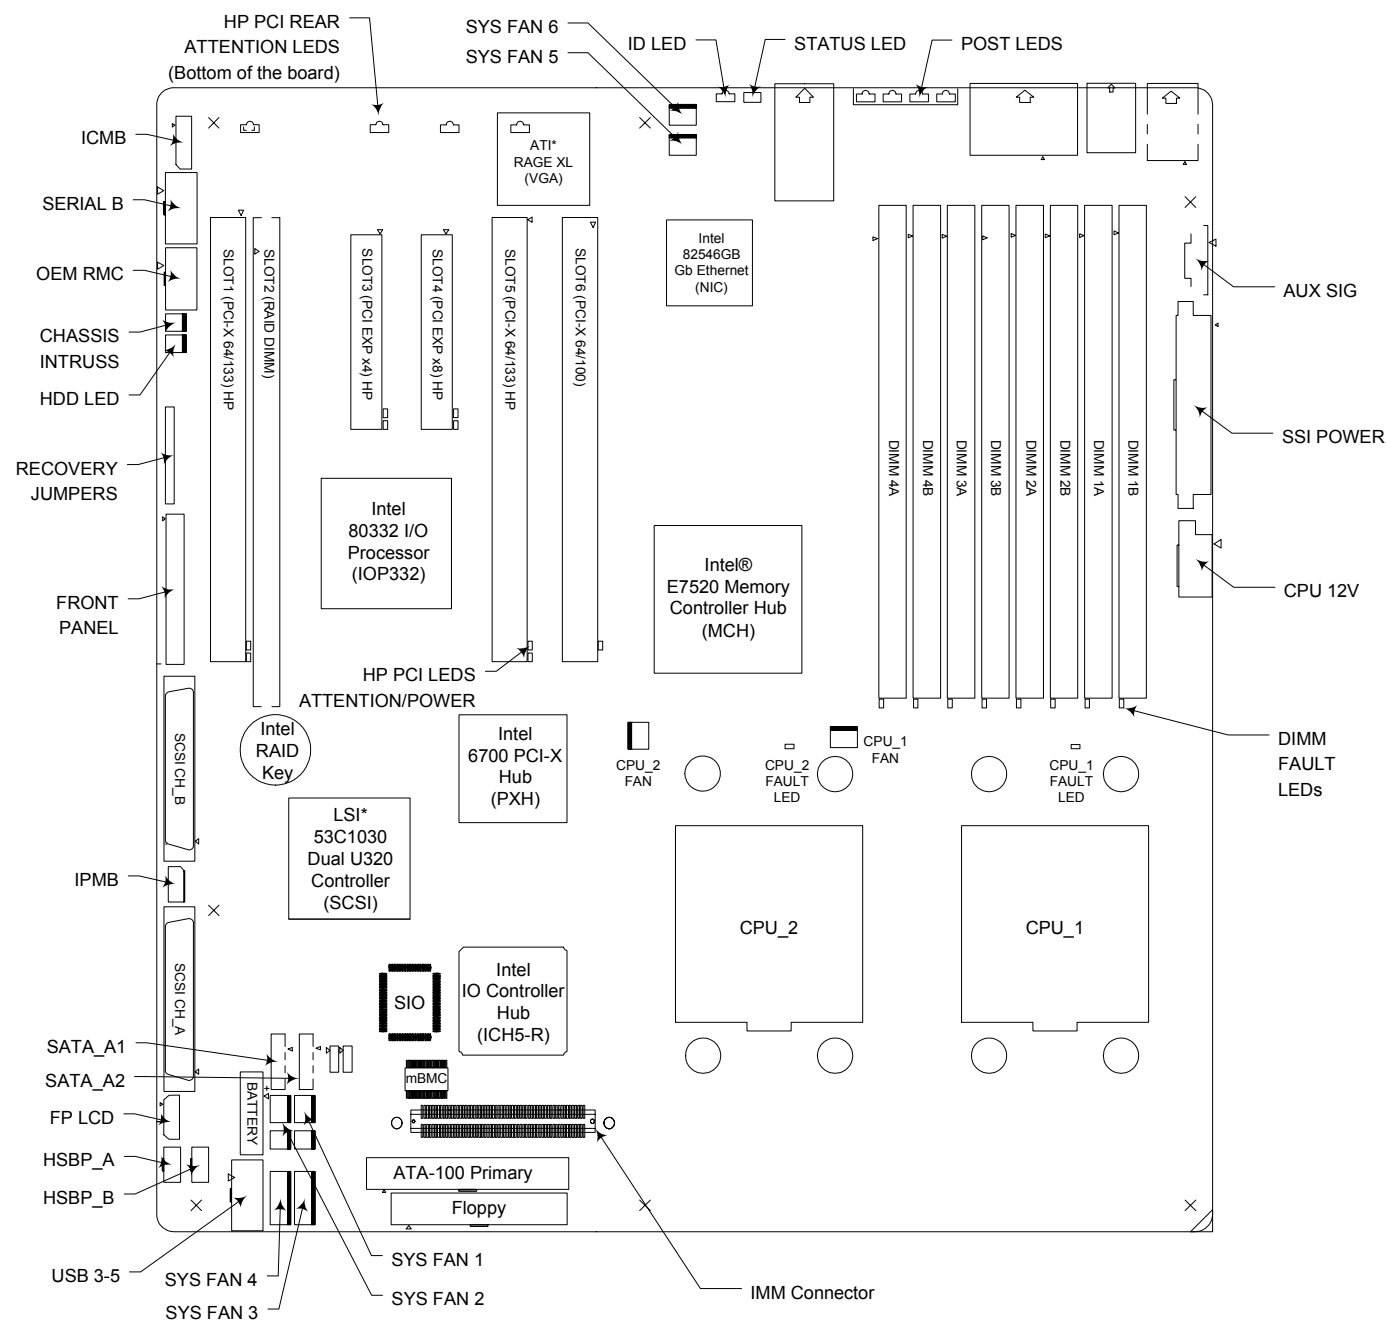 HP PCI REAR
ATTENTION LEDS
(Bottom of the board)
SYS FAN 6
SYS FAN 5
ID LED
STATUS LED
POST LEDS
ICMB
SERIAL B
OEM RMC
CHASSIS
INTRUSS
HDD LED
RECOVERY
JUMPERS
FRONT
PANEL
ATI*
RAGE XL
(VGA)
Intel
82546GB
Gb Ethernet
(NIC)
SLOT1 (PCI-X 64/133) HP
SLOT2 (RAID DIMM)
SLOT3 (PCI EXP x4) HP
SLOT4 (PCI EXP x8) HP
SLOT5 (PCI-X 64/133) HP
SLOT6 (PCI-X 64/100)
DIMM 4A
DIMM 4B
DIMM 3A
DIMM 3B
DIMM 2A
DIMM 2B
DIMM 1A
DIMM 1B
AUX SIG
SSI POWER
CPU 12V
Intel
80332 I/O
Processor
(IOP332)
Intel®
E7520 Memory
Controller Hub
(MCH)
HP PCI LEDS
ATTENTION/POWER
SCSI CH_B
Intel
RAID
Key
Intel
6700 PCI-X
Hub
(PXH)
CPU_2
FAN
CPU_2
FAULT
LED
CPU_1
FAN
CPU_1
FAULT
LED
DIMM
FAULT
LEDs
LSI*
53C1030
Dual U320
Controller
(SCSI)
IPMB
CPU_2
CPU_1
SCSI CH_A
SIO
Intel
IO Controller
Hub
(ICH5-R)
SATA_A1
SATA_A2
mBMC
BATTERY
+
FP LCD
HSBP_A
HSBP_B
ATA-100 Primary
Floppy
USB 3-5
SYS FAN 4
SYS FAN 3
SYS FAN 1
SYS FAN 2
IMM Connector